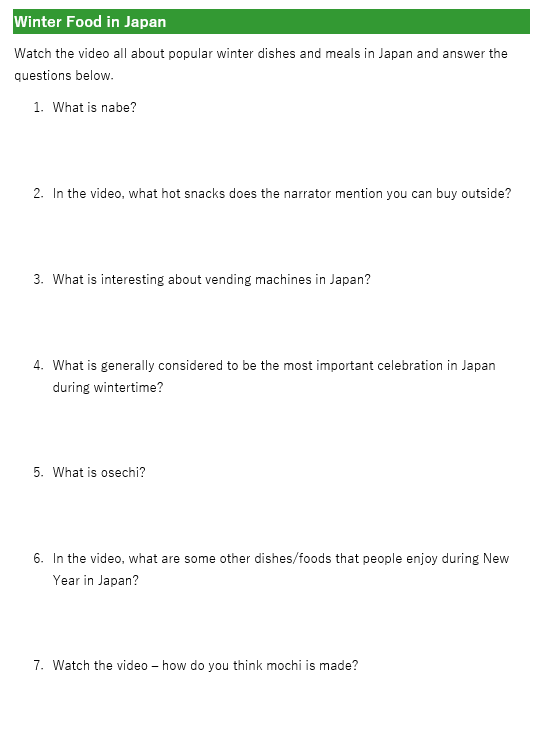 Winter Food in Japan
Watch the video all about popular winter dishes and meals in Japan and answer the
questions below.
1. What is nabe?
2. In the video, what hot snacks does the narrator mention you can buy outside?
3. What is interesting about vending machines in Japan?
4. What is generally considered to be the most important celebration in Japan
during wintertime?
5. What is osechi?
6. In the video, what are some other dishes/foods that people enjoy during New
Year in Japan?
7. Watch the video – how do you think mochi is made?